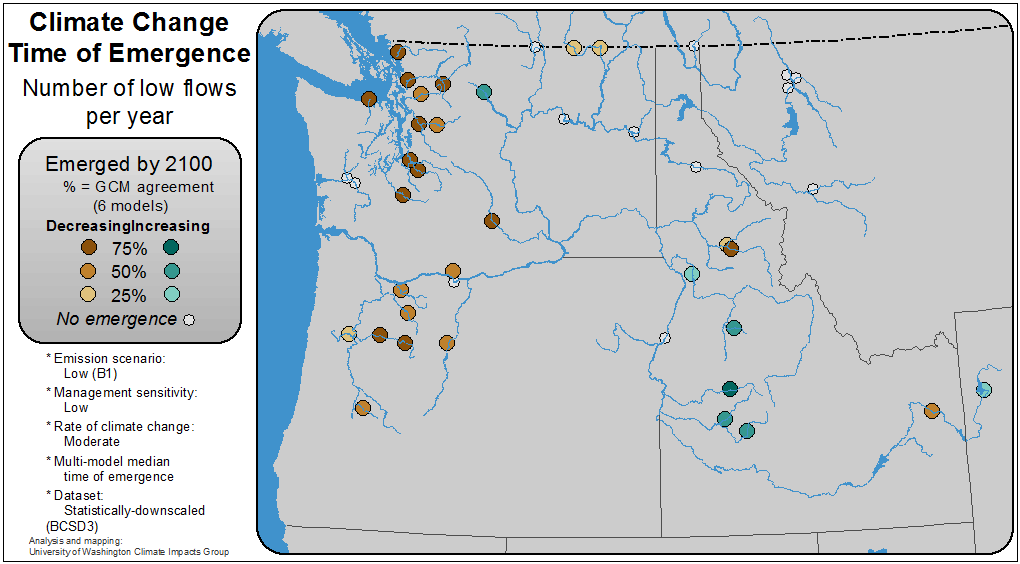 Climate Change
Time of Emergence
Number of low flows
per year
Emerged by 2100
% = GCM agreement
(6 models)
DecreasingIncreasing
75%
50%
25%
No emergence
* Emission scenario:
Low (B1)
* Management sensitivity:
Low
* Rate of climate change:
Moderate
* Multi-model median
time of emergence
* Dataset:
Statistically-downscaled
(BCSD3)
Analysis and mapping:
University of Washington Climate Impacts Group